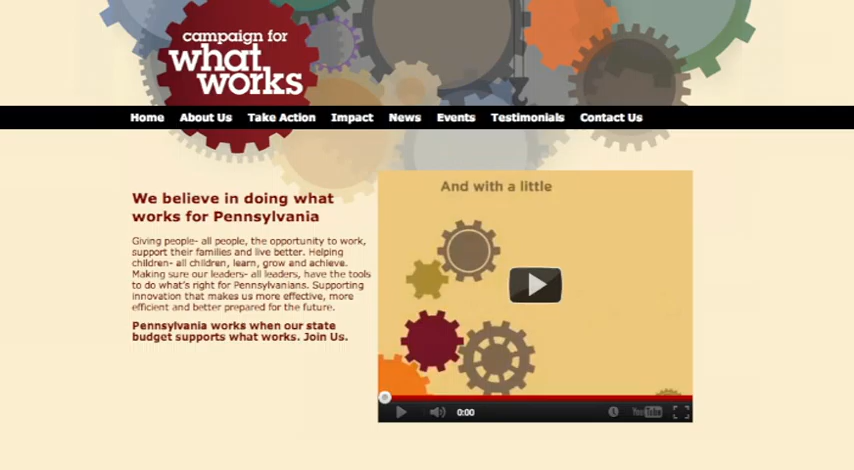 campaign for
what
works
Home About Us Take Action Impact News Events Testimonials Contact Us
We believe in doing what
works for Pennsylvania
Giving people- all people, the opportunity to work,
support their families and live better. Helping
children- all children, learn, grow and achieve.
Making sure our leaders- all leaders, have the tools
to do what's right for Pennsylvanians. Supporting
innovation that makes us more effective, more
efficient and better prepared for the future.
Pennsylvania works when our state
budget supports what works. Join Us.
And with a little
0:00
YouTube